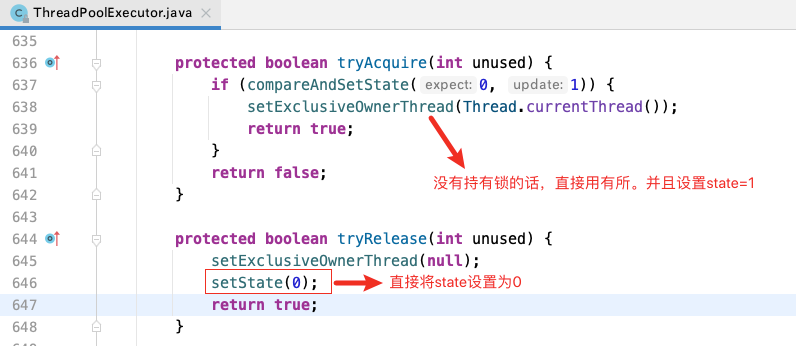 ThreadPoolExecutor.java
635
636 protected boolean tryAcquire(int unused) {
637 if (compareAndSetState( expect: 0, update: 1)) {
638 setExclusiveOwnerThread(Thread.currentThread());
639 return true;
640 }
641 return false;
没有持有锁的话，直接用有所。并且设置state=1
642 }
643
644 protected boolean tryRelease(int unused) {
645 setExclusiveOwnerThread(null);
646 setState(0); 直接将state设置为0
647 return true;
648 }